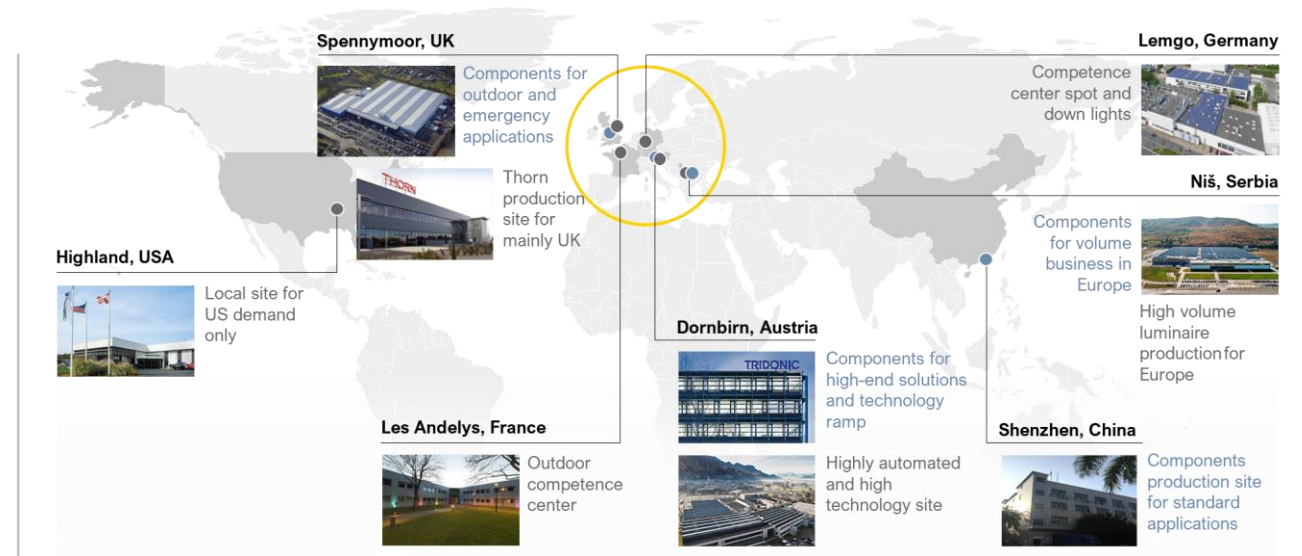 Spennymoor, UK
Components for
outdoor and
emergency
applications
THORN
Thorn
production
site for
mainly UK
Lemgo, Germany
Competence
center spot and
down lights
Niš, Serbia
Components
for volume
business in
Europe
High volume
luminaire
production for
Europe
Highland, USA
Local site for
US demand
only
Dornbirn, Austria
TRIDONIC
Components for
high-end solutions
and technology
ramp
Highly automated
and high
technology site
Les Andelys, France
Outdoor
competence
center
Shenzhen, China
Components
production site
for standard
applications